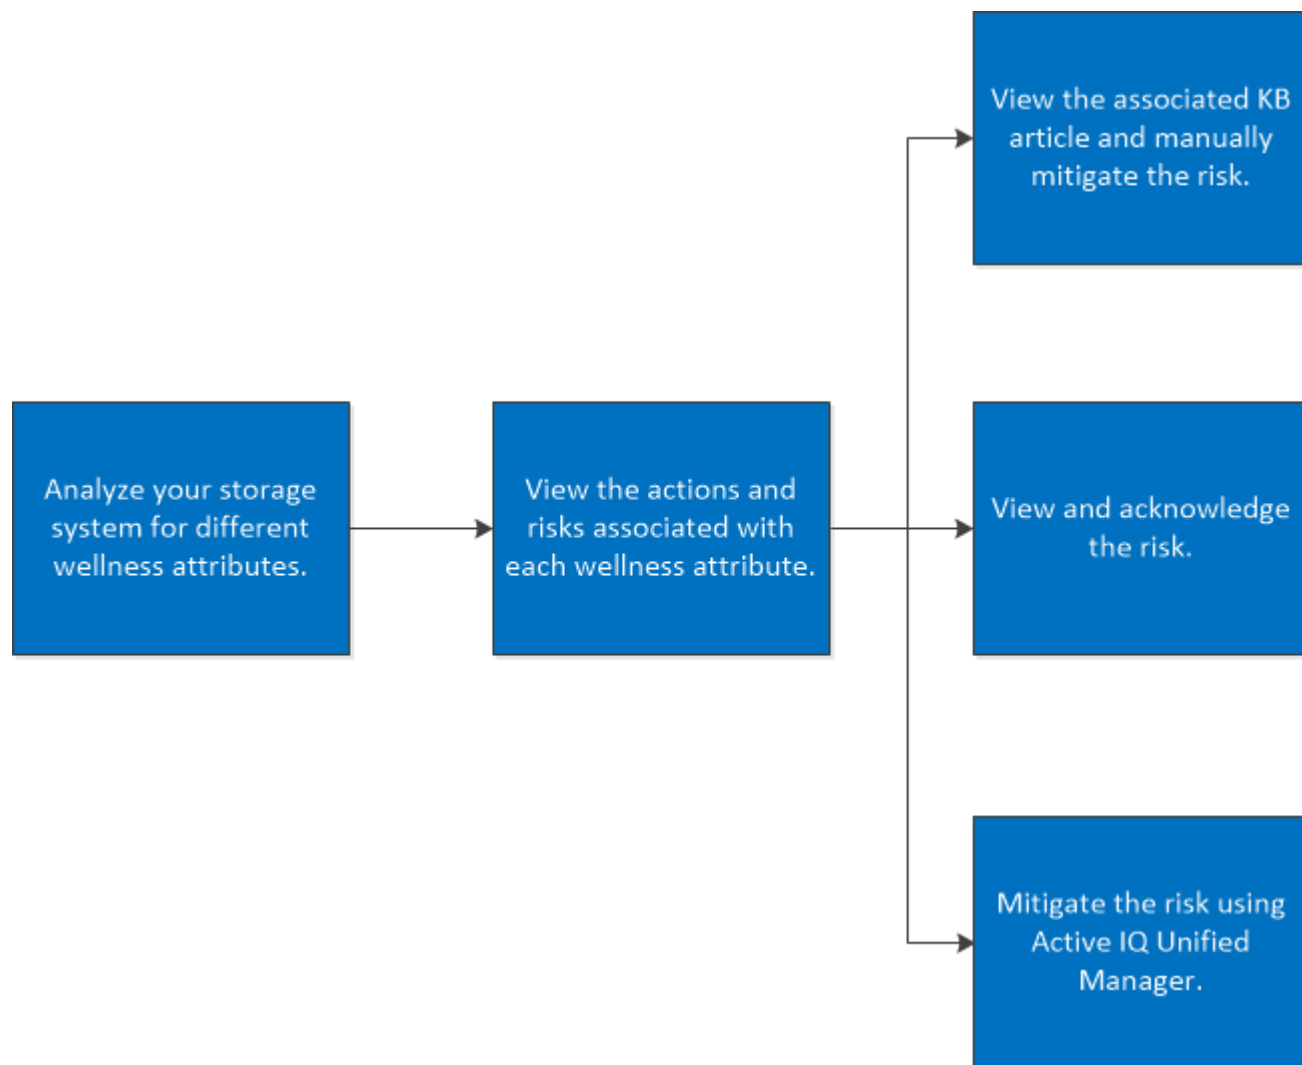 View the associated KB
article and manually
mitigate the risk.
Analyze your storage
system for different
wellness attributes.
View the actions and
risks associated with
each wellness attribute.
View and acknowledge
the risk.
Mitigate the risk using
Active IQ Unified
Manager.